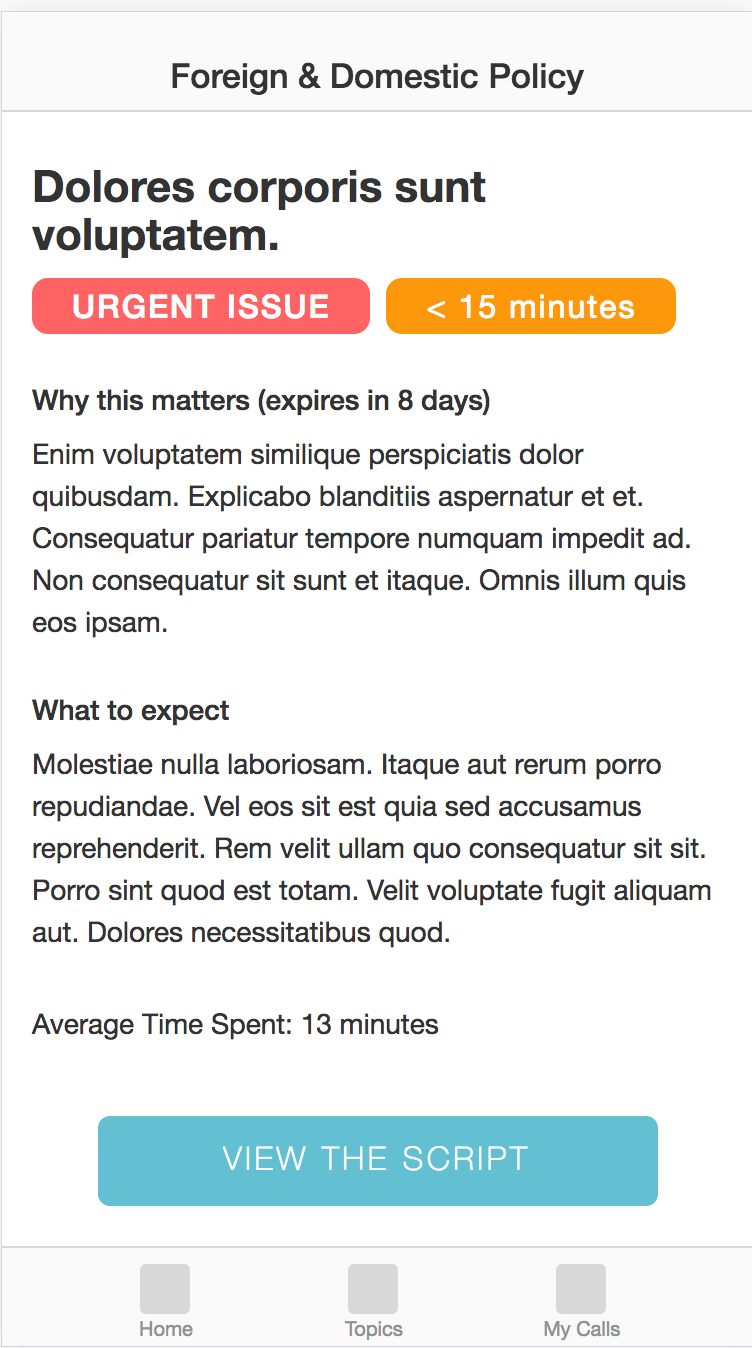 Foreign & Domestic Policy
Dolores corporis sunt
voluptatem.
URGENT ISSUE
< 15 minutes
Why this matters (expires in 8 days)
Enim voluptatem similique perspiciatis dolor
quibusdam. Explicabo blanditiis aspernatur et et.
Consequatur pariatur tempore numquam impedit ad.
Non consequatur sit sunt et itaque. Omnis illum quis
eos ipsam.
What to expect
Molestiae nulla laboriosam. Itaque aut rerum porro
repudiandae. Vel eos sit est quia sed accusamus
reprehenderit. Rem velit ullam quo consequatur sit sit.
Porro sint quod est totam. Velit voluptate fugit aliquam
aut. Dolores necessitatibus quod.
Average Time Spent: 13 minutes
VIEW THE SCRIPT
Home
Topics
My Calls